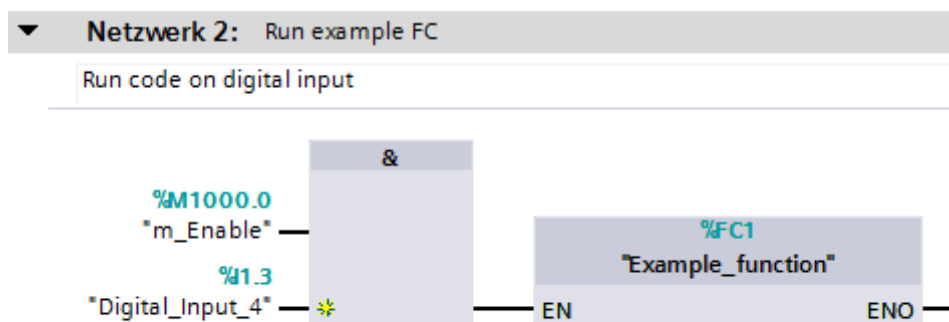 Netzwerk 2: Run example FC
Run code on digital input
&
%M1000.0
"m_Enable"
%FC1
"Example_function"
%I1.3
"Digital_Input_4"
EN
ENO